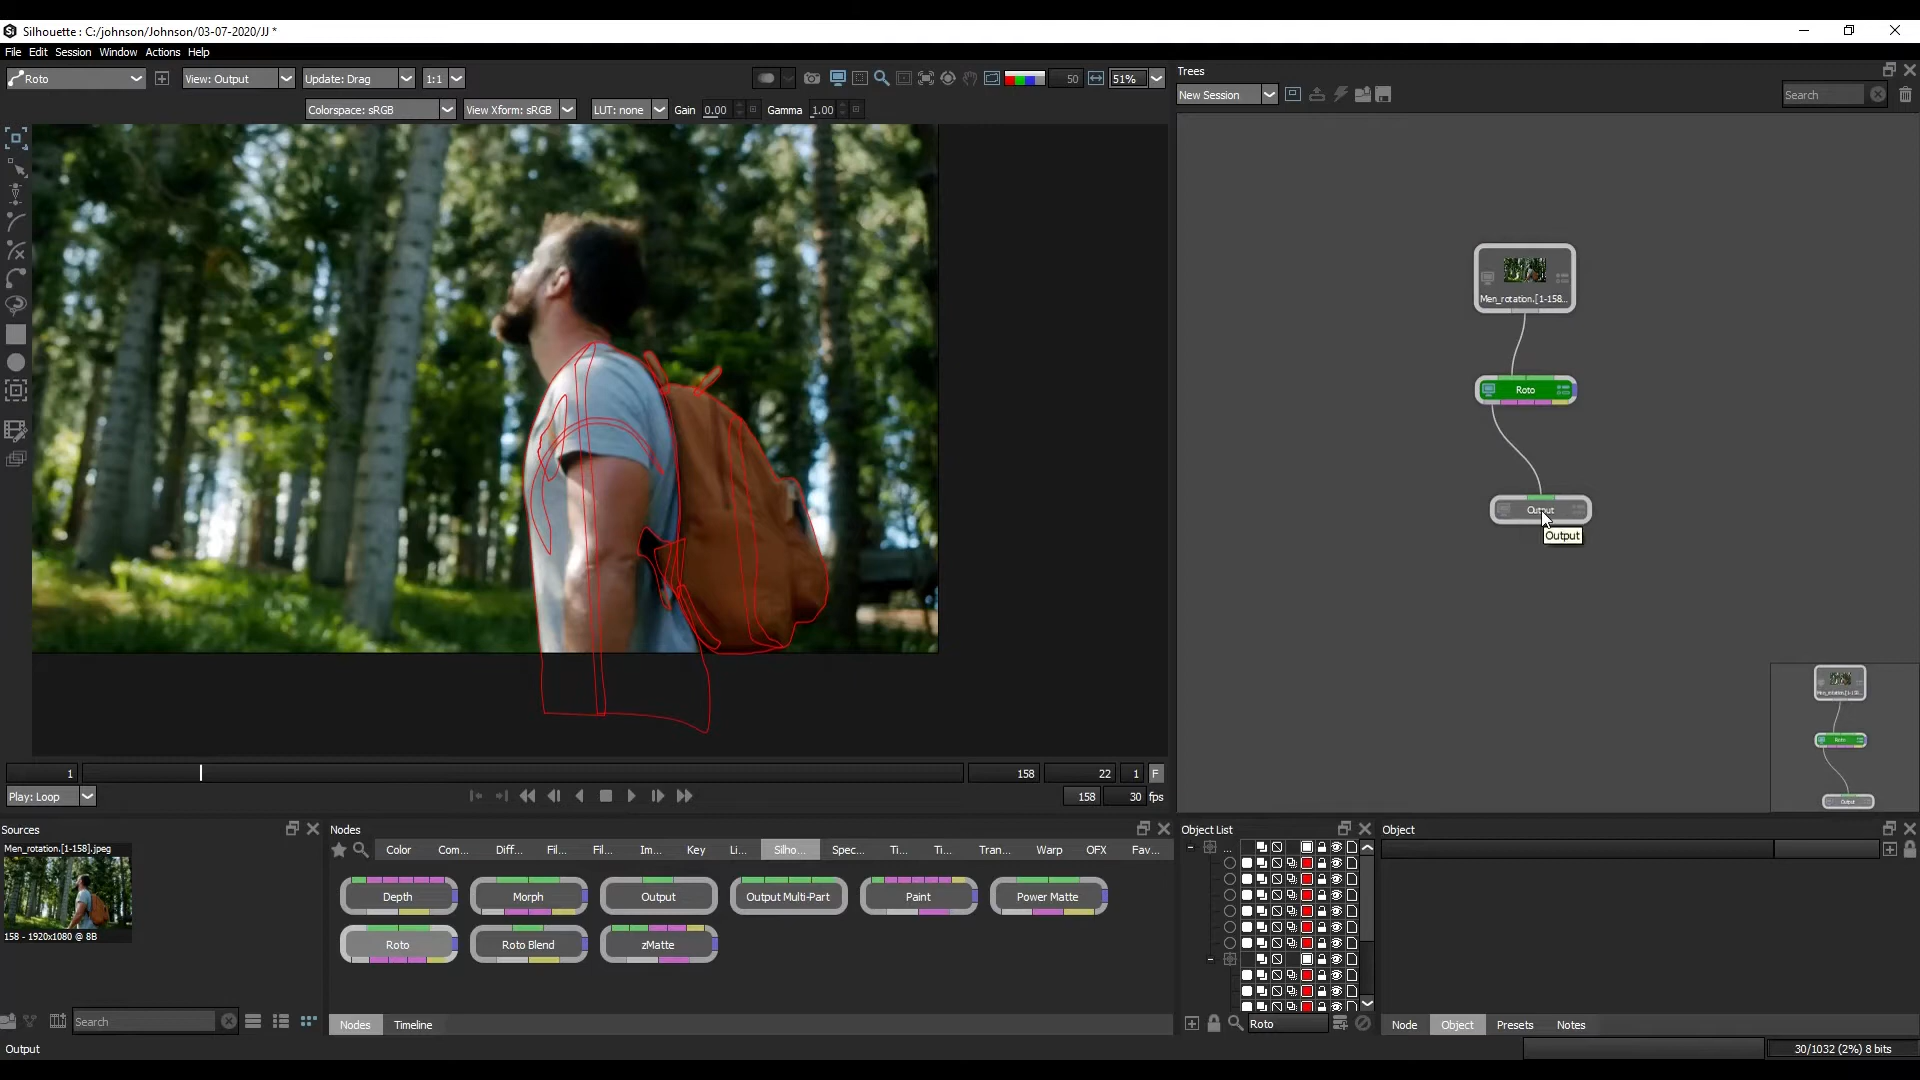 Silhouette : C:/johnson/Johnson/03-07-2020/JJ *
File Edit Session Window Actions Help
Roto View: Output Update: Drag 1:1 50 51%
Colorspace: sRGB View Xform: sRGB LUT: none Gain 0.00 Gamma 1.00
Trees
New Session Search
Men_rotation.[1-158...
Roto
Output
Output
1 158 22 1 F
Play: Loop 158 30 fps
Sources
Men_rotation.[1-158].jpeg
158 - 1920x1080 @ 8B
Search
Nodes
Color Com... Diff... Fil... Fil... Im... Key Li... Silho... Spec... Ti... Ti... Tran... Warp OFX Fav...
Depth Morph Output Output Multi-Part Paint Power Matte
Roto Roto Blend zMatte
Nodes Timeline
Object List
...
Roto
Object
Node Object Presets Notes
Output
30/1032 (2%) 8 bits